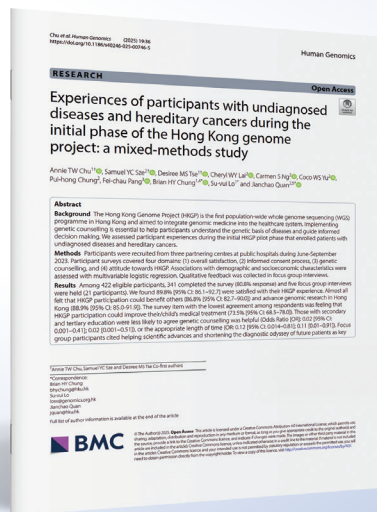 Chu et al. Human Genomics (2025) 19:36
https://doi.org/10.1186/s40246-025-00746-5
Human Genomics
RESEARCH
Open Access
Experiences of participants with undiagnosed
diseases and hereditary cancers during the
initial phase of the Hong Kong genome
project: a mixed-methods study
Annie TW Chu1†, Samuel YC Sze1†, Desiree MS Tse1†, Cheryl WY Lai, Carmen S Ng, Coco WS Yu,
Pui-hong Chung, Fei-chau Pang, Brian HY Chung, Su-vui Lo and Jianchao Quan
Abstract
Background The Hong Kong Genome Project (HKGP) is the first population-wide whole genome sequencing (WGS)
programme in Hong Kong and aimed to integrate genomic medicine into the healthcare system. Implementing
genetic counselling is essential to help participants understand the genetic basis of diseases and guide informed
decision making. We assessed participant experiences during the initial HKGP pilot phase that enrolled patients with
undiagnosed diseases and hereditary cancers.
Methods Participants were recruited from three partnering centres at public hospitals during June-September
2023. Participant surveys covered four domains: (1) overall satisfaction, (2) informed consent, (3) genetic
counselling, and (4) attitude towards HKGP. Associations with demographic and socioeconomic characteristics were
assessed with multivariable logistic regression. Qualitative feedback was collected in focus group interviews.
Results Among 422 eligible participants, 341 completed the survey (80.8% response) and five focus group interviews
were held (21 participants). We found 89.8% [95% CI: 86.1–92.7] were satisfied with their HKGP experience. Almost all
felt that HKGP participation could benefit others (86.8% [95% CI: 82.7–90.0]) and advance genomic research in Hong
Kong (88.9% [95% CI: 85.0-91.9]). The survey item with the lowest agreement among respondents was feeling that
HKGP participation could improve their/child's medical treatment (73.5% [95% CI: 68.5–78.0]). Those with secondary
and tertiary education were less likely to agree genetic counselling was helpful (Odds Ratio [OR]: 0.02 [95% CI:
0.001–0.41]; 0.02 [0.001–0.51]), or the appropriate length of time (OR: 0.12 [95% CI: 0.014–0.81]; 0.11 [0.01–0.91]). Focus
group participants cited helping scientific advances and shortening the diagnostic odyssey of future patients as key
†Annie TW Chu, Samuel YC Sze and Desiree MS Tse Co-first authors
*Correspondence:
Brian HY Chung
bhychung@hku.hk
Su-vui Lo
Jianchao Quan
jquan@hku.hk
Full list of author information is available at the end of the article
BMC